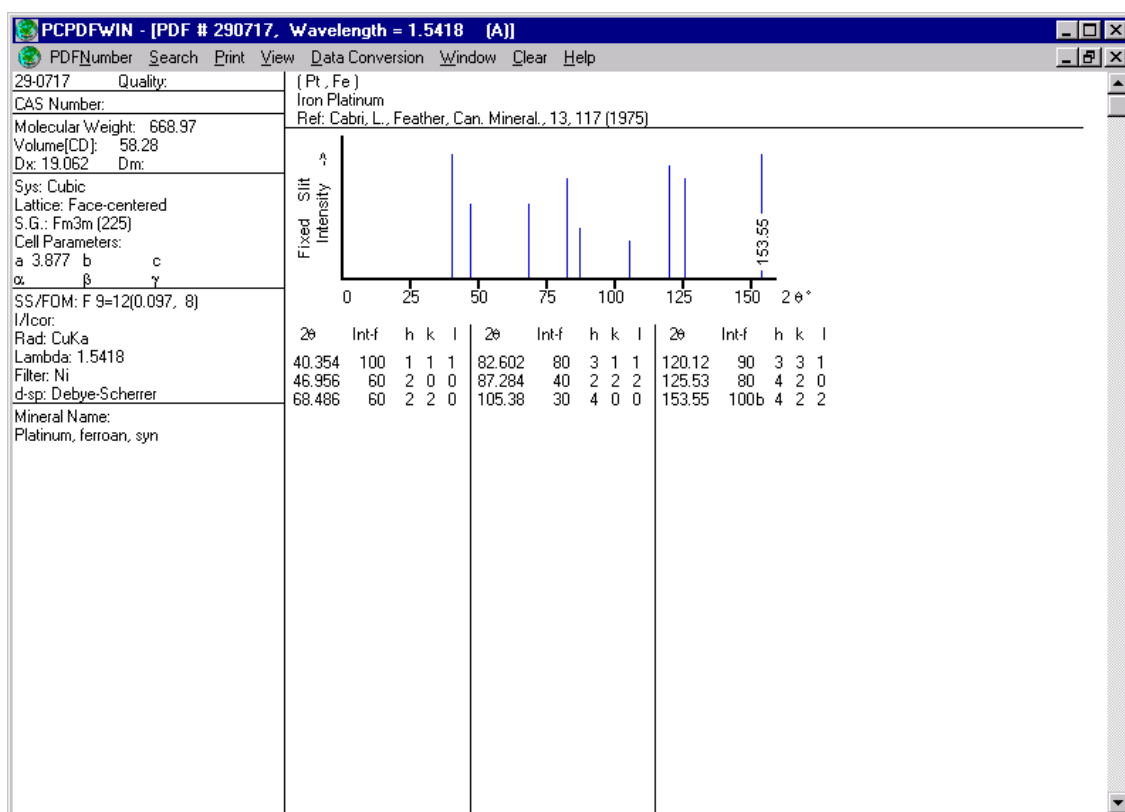 PCPDFWIN - [PDF # 290717, Wavelength = 1.5418 (A)]
PDFNumber Search Print View Data Conversion Window Clear Help
29-0717 Quality:
CAS Number:
Molecular Weight: 668.97
Volume[CD]: 58.28
Dx: 19.062 Dm:
Sys: Cubic
Lattice: Face-centered
S.G.: Fm3m (225)
Cell Parameters:
a 3.877 b c
α β γ
SS/FOM: F 9=12(0.097, 8)
I/Icor:
Rad: CuKa
Lambda: 1.5418
Filter: Ni
d-sp: Debye-Scherrer
Mineral Name:
Platinum, ferroan, syn
( Pt , Fe )
Iron Platinum
Ref: Cabri, L., Feather, Can. Mineral., 13, 117 (1975)
Fixed Slit
Intensity ->
153.55
0 25 50 75 100 125 150 2θ°
2θ Int-f h k l 2θ Int-f h k l 2θ Int-f h k l
40.354 100 1 1 1 82.602 80 3 1 1 120.12 90 3 3 1
46.956 60 2 0 0 87.284 40 2 2 2 125.53 80 4 2 0
68.486 60 2 2 0 105.38 30 4 0 0 153.55 100b 4 2 2